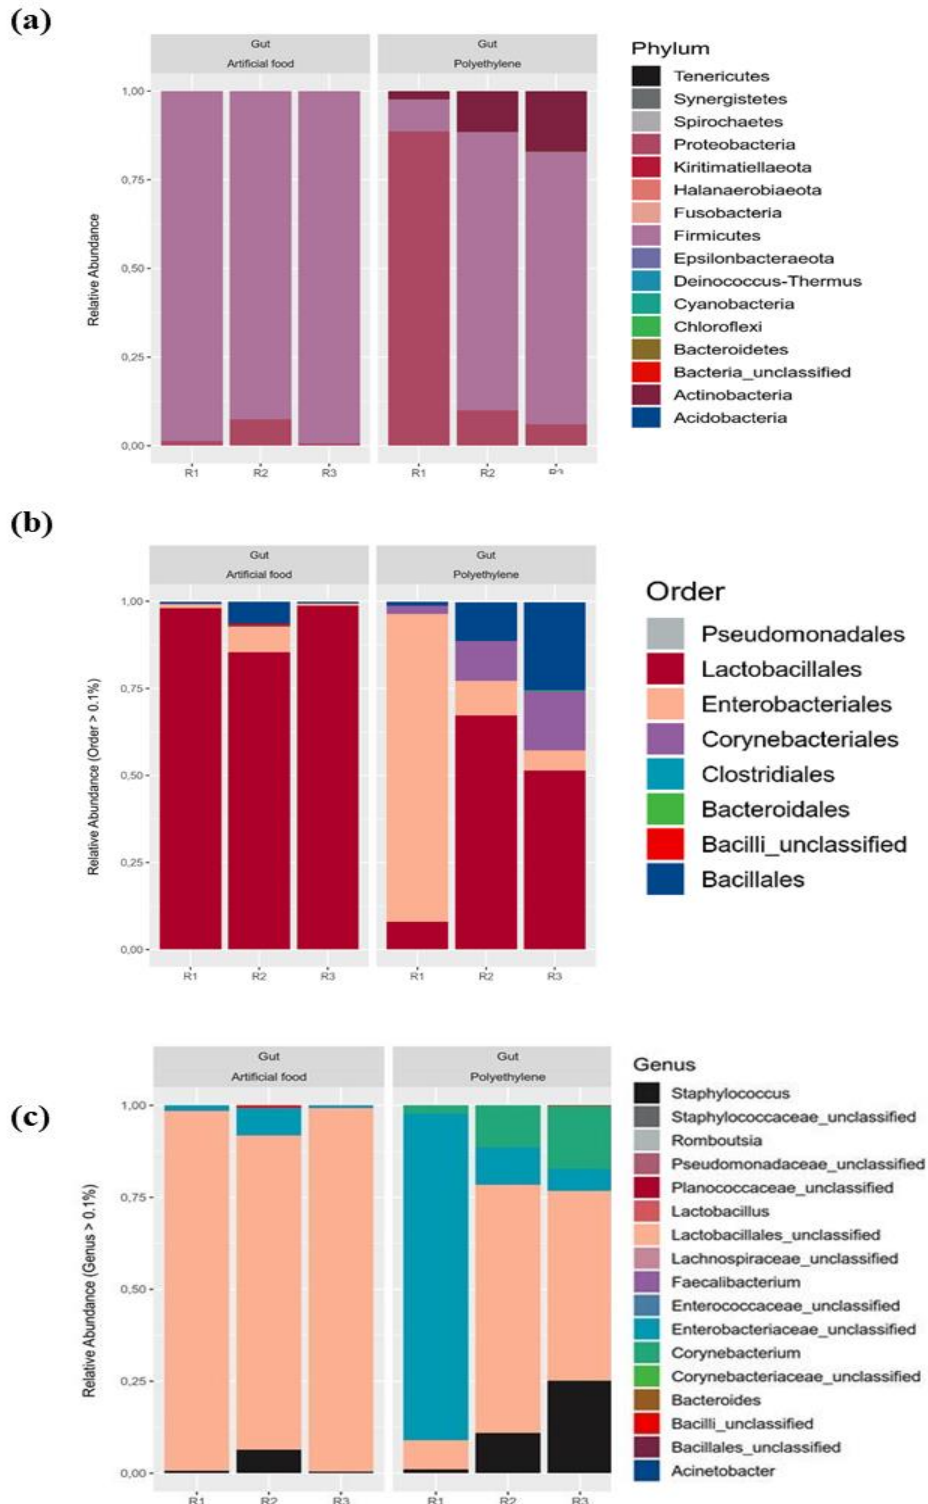 (a)
Gut
Gut
Artificial food
Polyethylene
Relative Abundance
1,00
0,75
0,50
0,25
0,00
R1
R2
R3
R1
R2
Phylum
Tenericutes
Synergistetes
Spirochaetes
Proteobacteria
Kiritimatiellaeota
Halanaerobiaeota
Fusobacteria
Firmicutes
Epsilonbacteraeota
Deinococcus-Thermus
Cyanobacteria
Chloroflexi
Bacteroidetes
Bacteria_unclassified
Actinobacteria
Acidobacteria
(b)
Gut
Gut
Artificial food
Polyethylene
Relative Abundance (Order > 0.1%)
1,00
0,75
0,50
0,25
0,00
R1
R2
R3
R1
R2
R3
Order
Pseudomonadales
Lactobacillales
Enterobacteriales
Corynebacteriales
Clostridiales
Bacteroidales
Bacilli_unclassified
Bacillales
(c)
Gut
Gut
Artificial food
Polyethylene
Relative Abundance (Genus > 0.1%)
1,00
0,75
0,50
0,25
0,00
R1
R2
R3
R1
R2
R3
Genus
Staphylococcus
Staphylococcaceae_unclassified
Romboutsia
Pseudomonadaceae_unclassified
Planococcaceae_unclassified
Lactobacillus
Lactobacillales_unclassified
Lachnospiraceae_unclassified
Faecalibacterium
Enterococcaceae_unclassified
Enterobacteriaceae_unclassified
Corynebacterium
Corynebacteriaceae_unclassified
Bacteroides
Bacilli_unclassified
Bacillales_unclassified
Acinetobacter